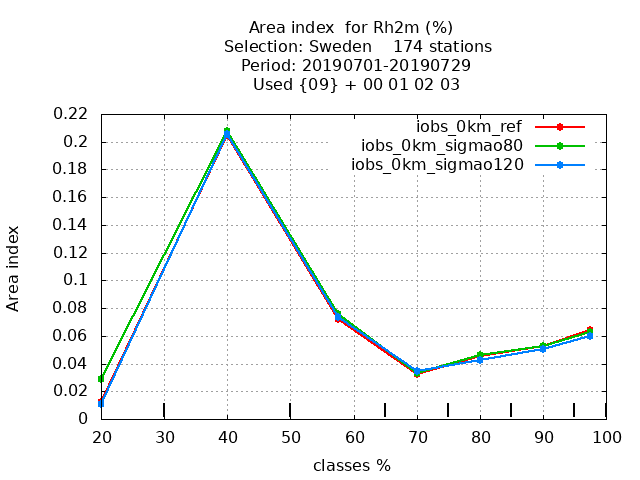 Area index  for Rh2m (%)
Selection: Sweden    174 stations
Period: 20190701-20190729
Used {09} + 00 01 02 03
iobs_0km_ref
iobs_0km_sigmao80
iobs_0km_sigmao120
Area index
0.22
0.2
0.18
0.16
0.14
0.12
0.1
0.08
0.06
0.04
0.02
0
20 30 40 50 60 70 80 90 100
classes %